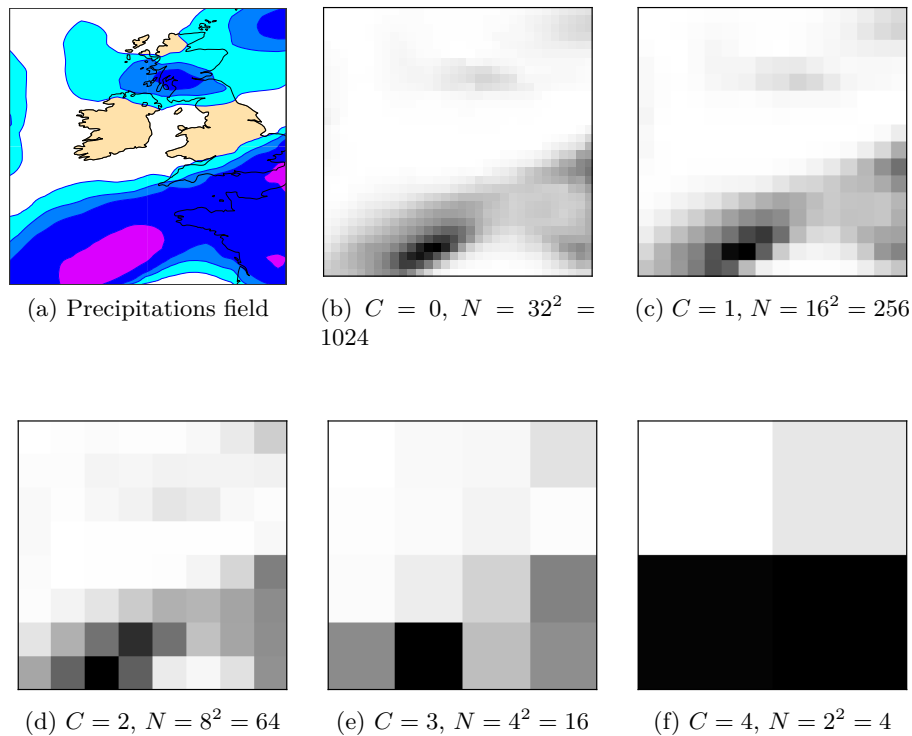 (a) Precipitations field
(b) C = 0, N = 32² =
1024
(c) C = 1, N = 16² = 256
(d) C = 2, N = 8² = 64
(e) C = 3, N = 4² = 16
(f) C = 4, N = 2² = 4